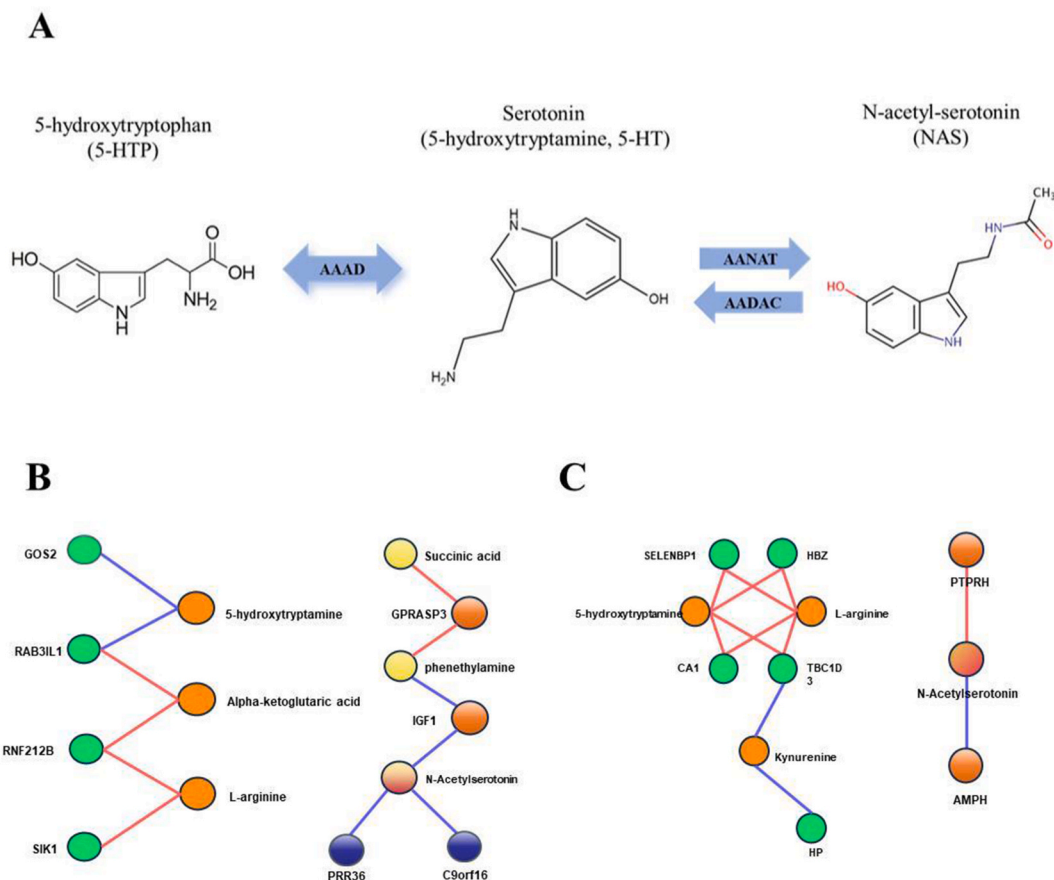 A
5-hydroxytryptophan
(5-HTP)
Serotonin
(5-hydroxytryptamine, 5-HT)
N-acetyl-serotonin
(NAS)
HO
O
OH
NH2
N
H
AAAD
H
N
OH
H2N
AANAT
AADAC
CH3
HN
O
HO
NH
B
GOS2
5-hydroxytryptamine
RAB3IL1
Alpha-ketoglutaric acid
RNF212B
L-arginine
SIK1
Succinic acid
GPRASP3
phenethylamine
IGF1
N-Acetylserotonin
PRR36
C9orf16
C
SELENBP1
HBZ
5-hydroxytryptamine
L-arginine
CA1
TBC1D
3
Kynurenine
HP
PTPRH
N-Acetylserotonin
AMPH